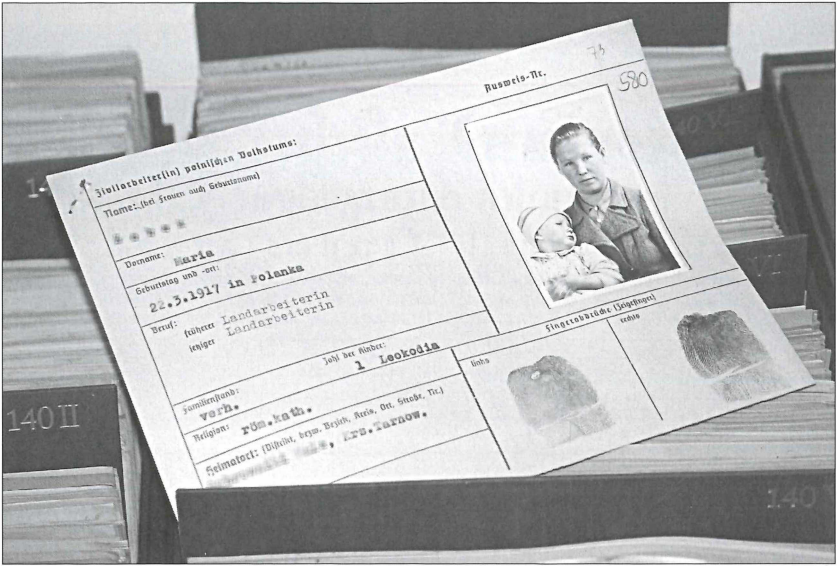 73
Ausweis-Nr.
580
Zivilarbeiter(in) polnischen Volkstums:
Name: (bei Frauen auch Geburtsname)
Vorname: Maria
Geburtstag und -ort:
22.3.1917 in Polanka
Beruf: früherer Landarbeiterin
jetziger Landarbeiterin
Familienstand: Zahl der Kinder:
verh. 1 Leokodia
Religion: röm.kath.
Heimatort: (Distrikt, bezw. Bezirk, Kreis, Ort, Straße, Nr.)
, Krs.Tarnow.
Fingerabdrücke (Zeigefinger)
links rechts
140 II
140
VI